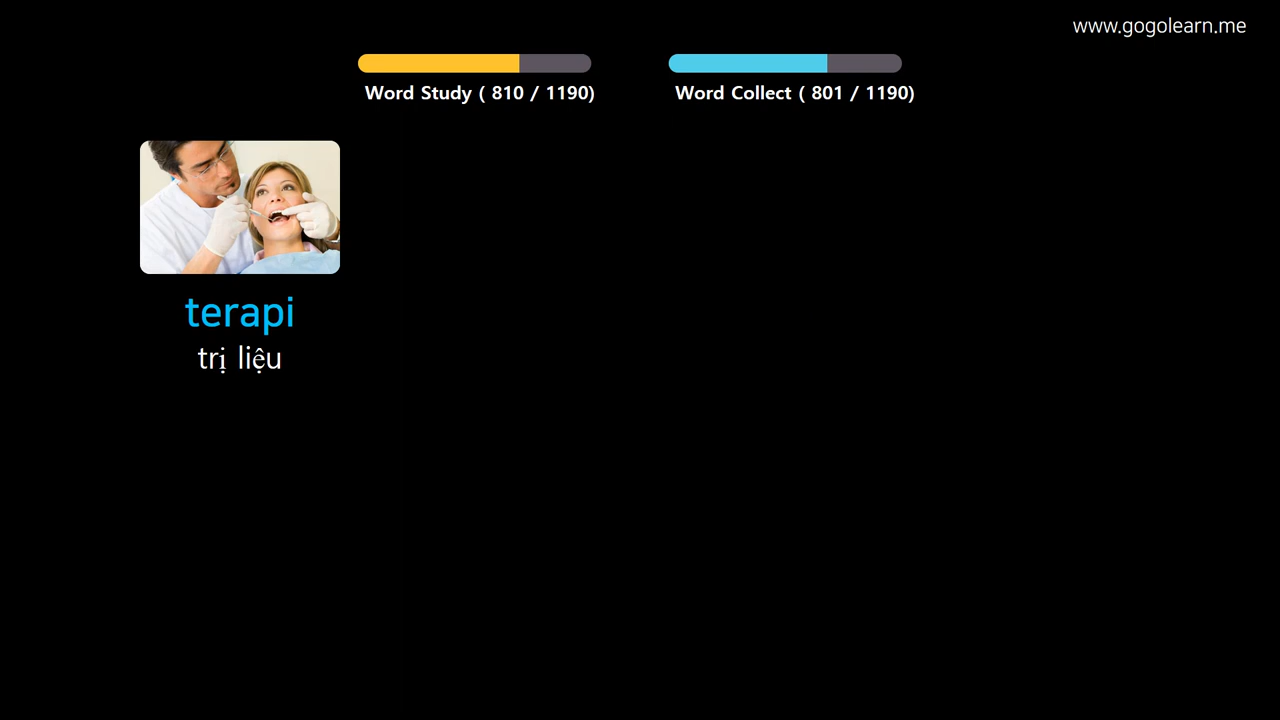 www.gogolearn.me
Word Study ( 810 / 1190)
Word Collect ( 801 / 1190)
terapi
trị liệu